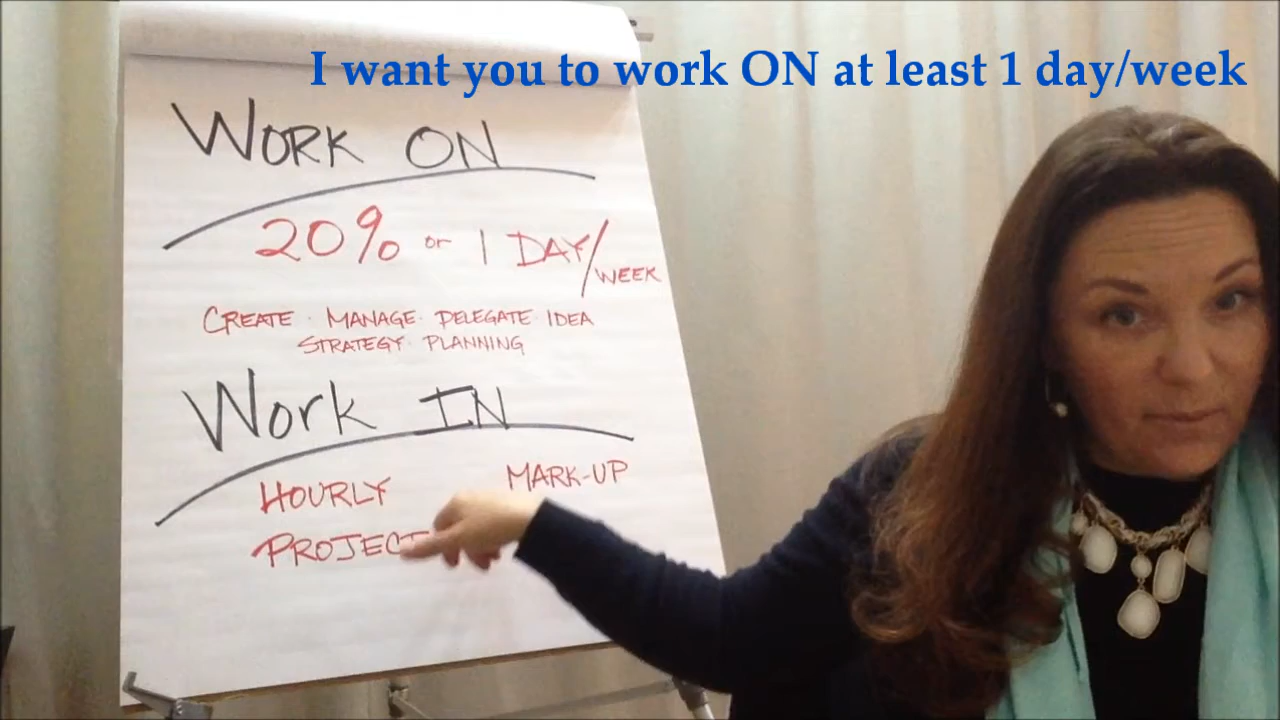 I want you to work ON at least 1 day/week
WORK ON
20% or 1 DAY/WEEK
CREATE · MANAGE · DELEGATE · IDEA
STRATEGY · PLANNING
Work IN
HOURLY MARK-UP
PROJECT